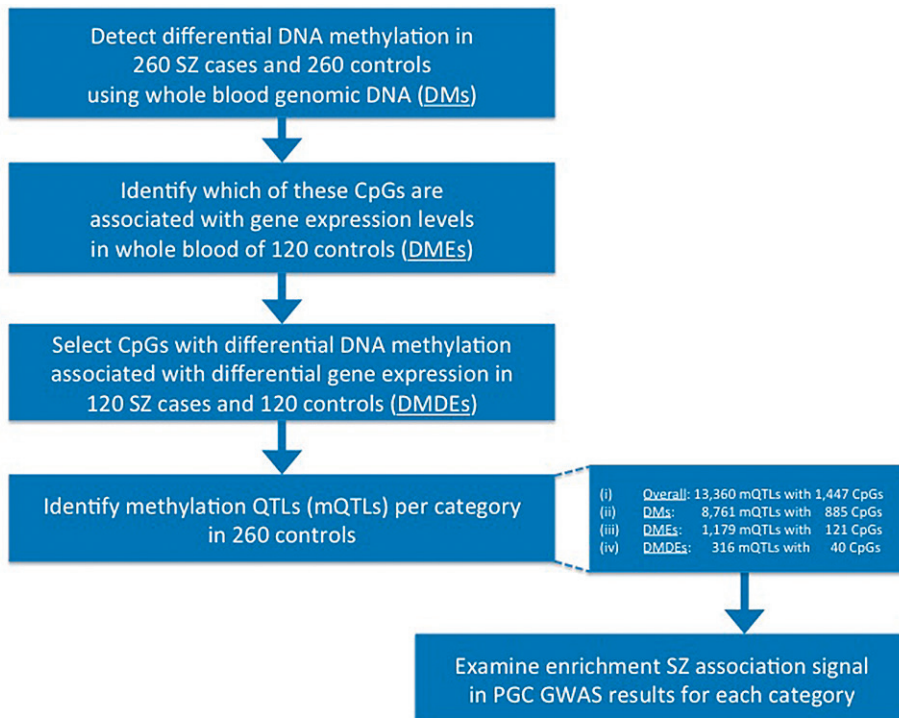 Detect differential DNA methylation in
260 SZ cases and 260 controls
using whole blood genomic DNA (DMs)
Identify which of these CpGs are
associated with gene expression levels
in whole blood of 120 controls (DMEs)
Select CpGs with differential DNA methylation
associated with differential gene expression in
120 SZ cases and 120 controls (DMDEs)
Identify methylation QTLs (mQTLs) per category
in 260 controls
(i) Overall: 13,360 mQTLs with 1,447 CpGs
(ii) DMs: 8,761 mQTLs with 885 CpGs
(iii) DMEs: 1,179 mQTLs with 121 CpGs
(iv) DMDEs: 316 mQTLs with 40 CpGs
Examine enrichment SZ association signal
in PGC GWAS results for each category